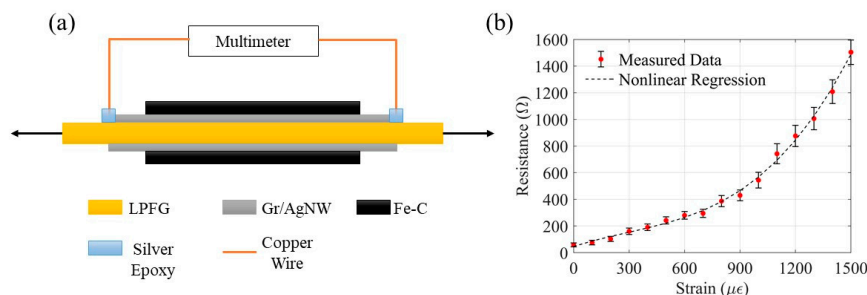 (a)
Multimeter
LPFG
Gr/AgNW
Fe-C
Silver
Epoxy
Copper
Wire
(b)
1600
1400
1200
1000
800
600
400
200
0
Resistance (Ω)
Measured Data
Nonlinear Regression
0 300 600 900 1200 1500
Strain (με)